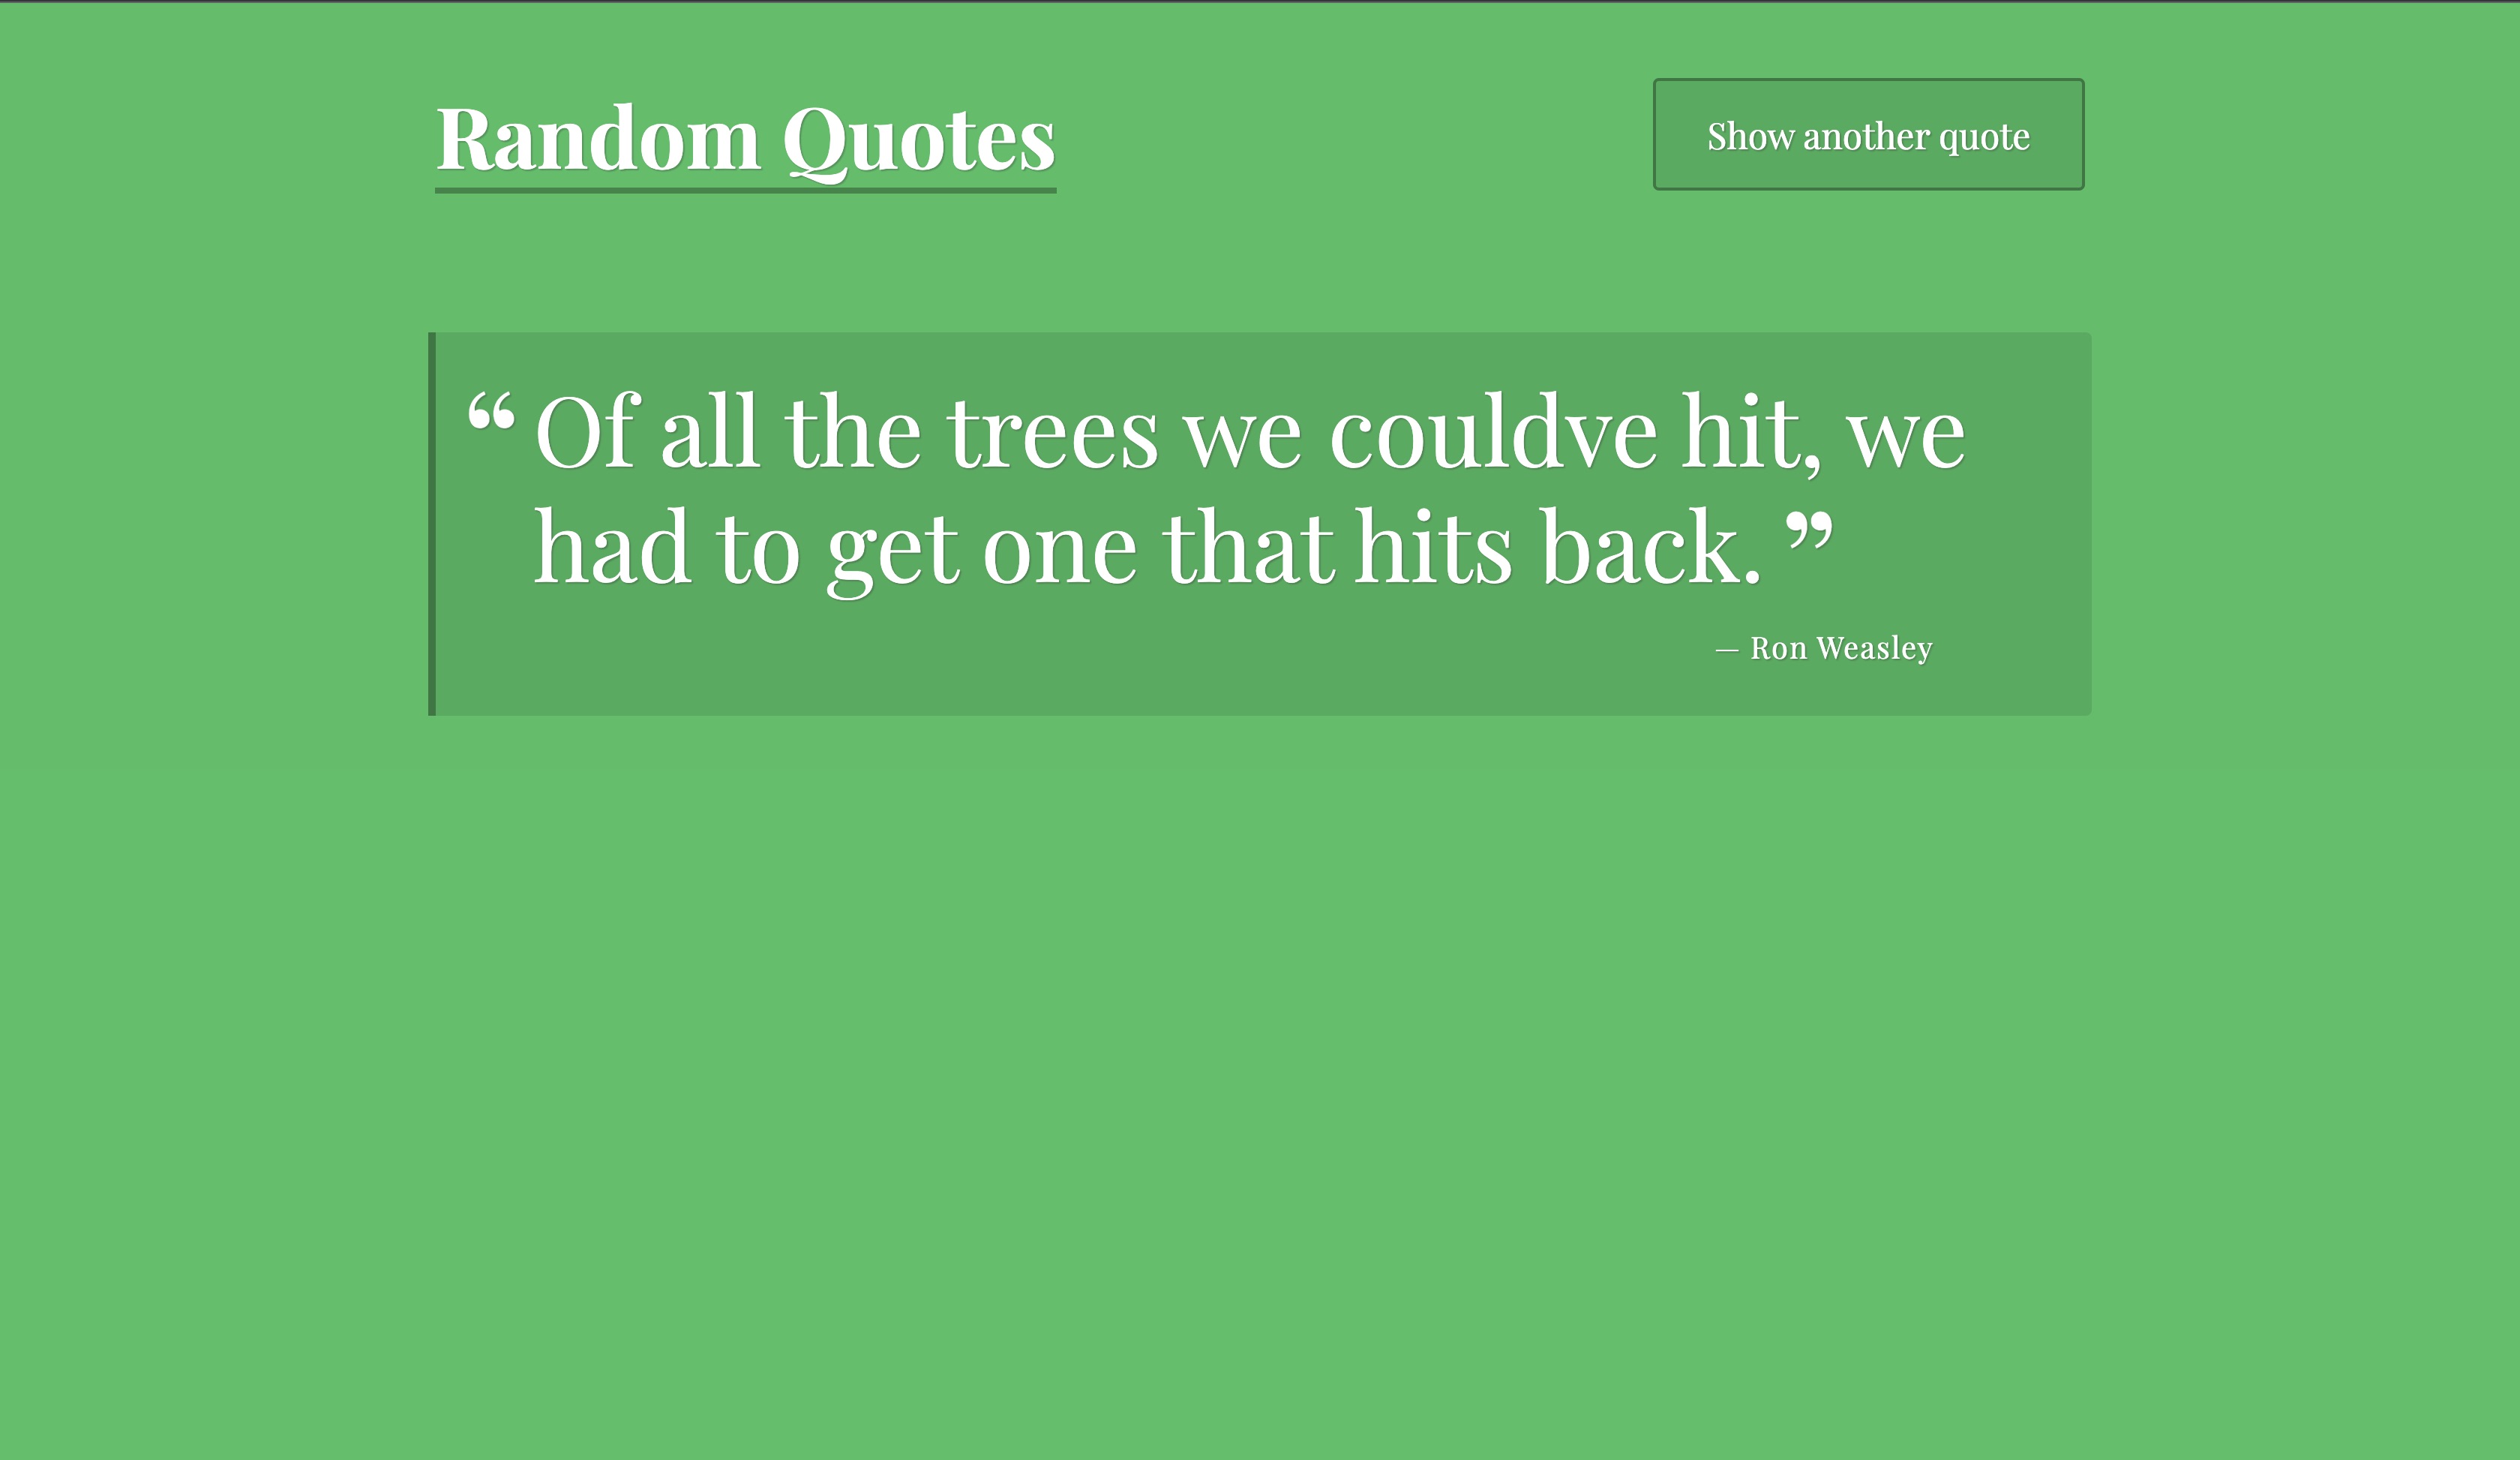 Random Quotes
Show another quote
“ Of all the trees we couldve hit, we
had to get one that hits back. ”
— Ron Weasley